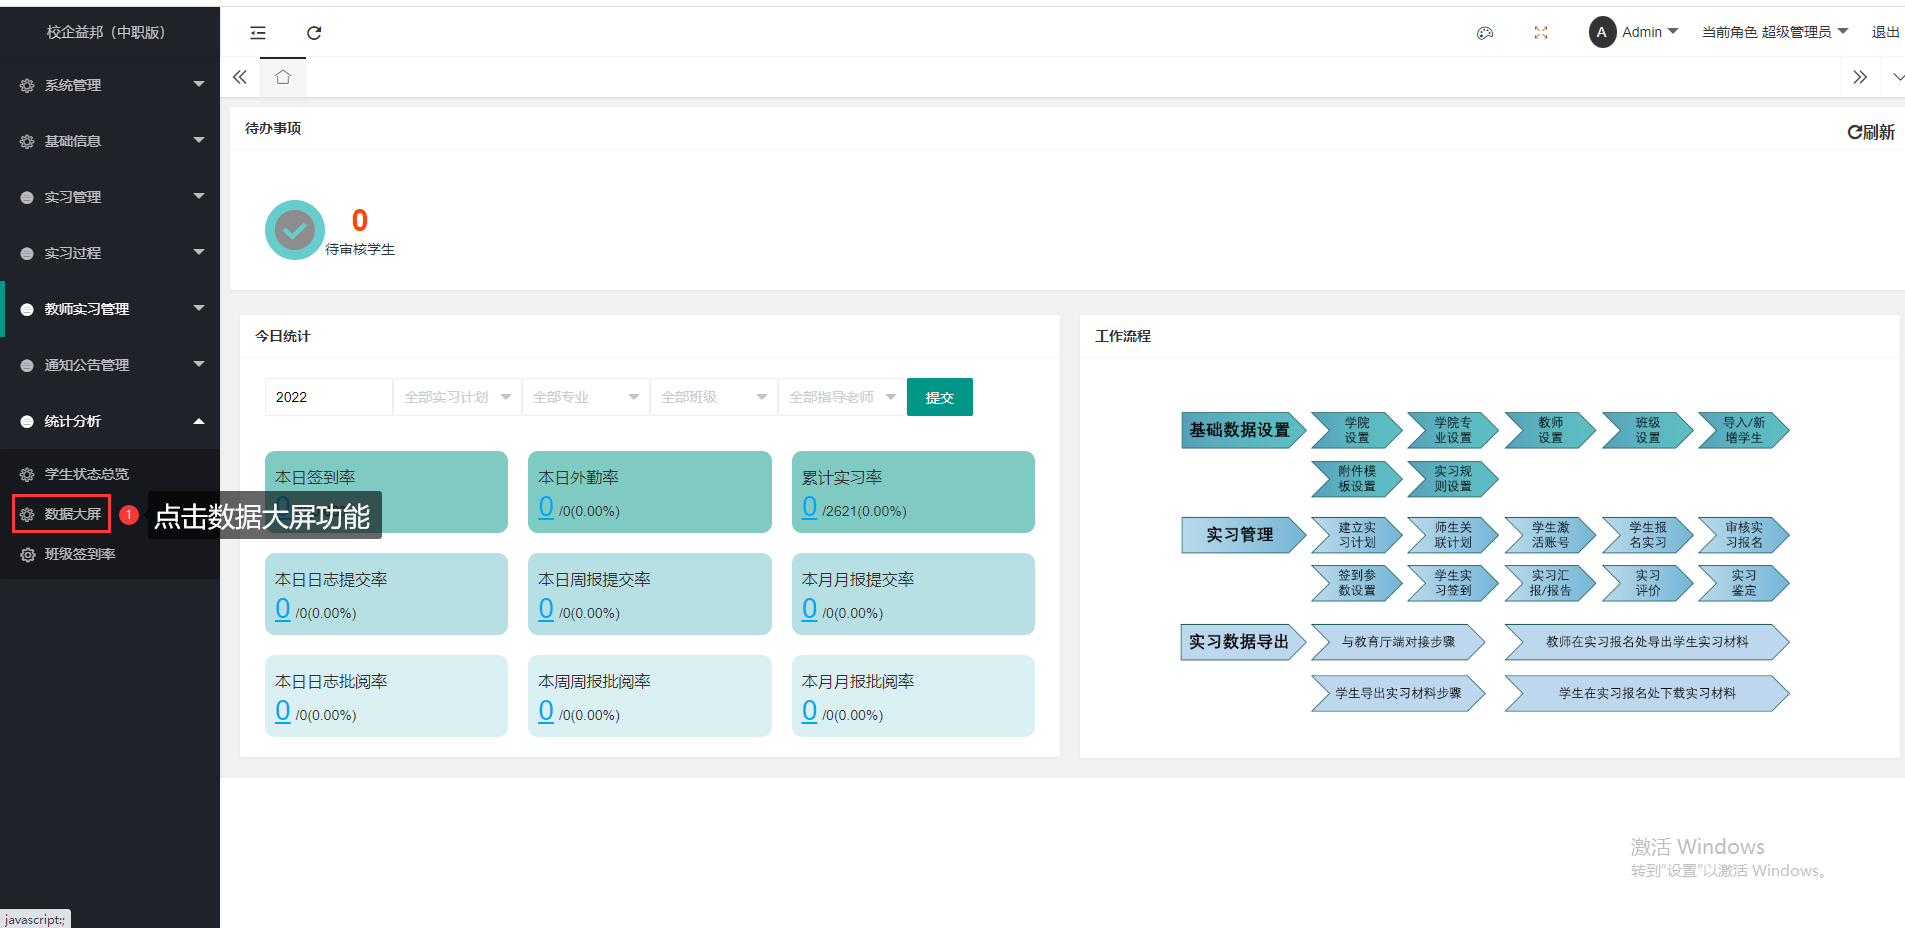 校企益邦（中职版）
系统管理
基础信息
实习管理
实习过程
教师实习管理
通知公告管理
统计分析
学生状态总览
数据大屏
1
点击数据大屏功能
班级签到率
javascript:;
A
Admin
当前角色 超级管理员
退出
待办事项
刷新
0
待审核学生
今日统计
2022
全部实习计划
全部专业
全部班级
全部指导老师
提交
本日签到率
本日外勤率
0 /0(0.00%)
累计实习率
0 /2621(0.00%)
本日日志提交率
0 /0(0.00%)
本日周报提交率
0 /0(0.00%)
本月月报提交率
0 /0(0.00%)
本日日志批阅率
0 /0(0.00%)
本周周报批阅率
0 /0(0.00%)
本月月报批阅率
0 /0(0.00%)
工作流程
基础数据设置
学院
设置
学院专
业设置
教师
设置
班级
设置
导入/新
增学生
附件模
板设置
实习规
则设置
实习管理
建立实
习计划
师生关
联计划
学生激
活账号
学生报
名实习
审核实
习报名
签到参
数设置
学生实
习签到
实习汇
报/报告
实习
评价
实习
鉴定
实习数据导出
与教育厅端对接步骤
教师在实习报名处导出学生实习材料
学生导出实习材料步骤
学生在实习报名处下载实习材料
激活 Windows
转到“设置”以激活 Windows。